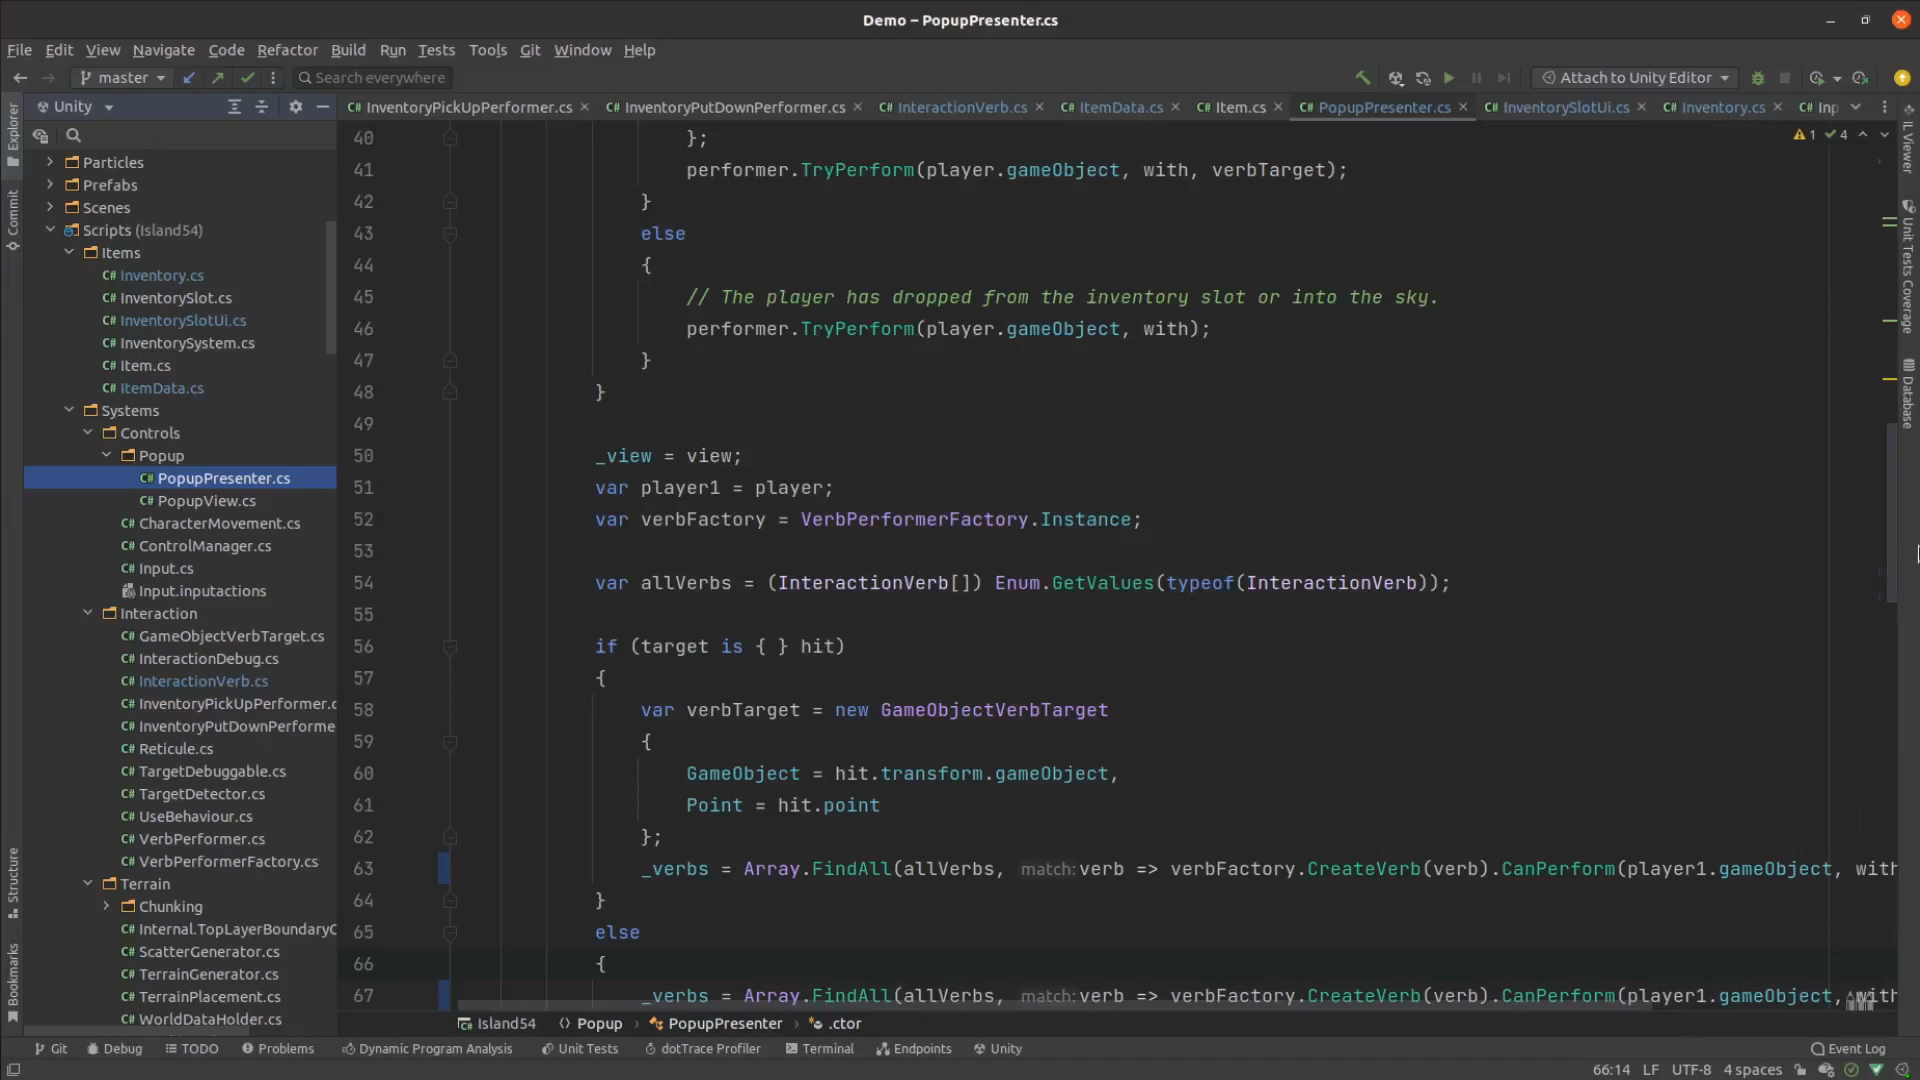 Demo – PopupPresenter.cs
File Edit View Navigate Code Refactor Build Run Tests Tools Git Window Help
master Search everywhere Attach to Unity Editor
Unity InventoryPickUpPerformer.cs InventoryPutDownPerformer.cs InteractionVerb.cs ItemData.cs Item.cs PopupPresenter.cs InventorySlotUi.cs Inventory.cs Inp
1 4
Explorer
Commit
Structure
Bookmarks
Particles
Prefabs
Scenes
Scripts (Island54)
Items
C# Inventory.cs
C# InventorySlot.cs
C# InventorySlotUi.cs
C# InventorySystem.cs
C# Item.cs
C# ItemData.cs
Systems
Controls
Popup
C# PopupPresenter.cs
C# PopupView.cs
C# CharacterMovement.cs
C# ControlManager.cs
C# Input.cs
Input.inputactions
Interaction
C# GameObjectVerbTarget.cs
C# InteractionDebug.cs
C# InteractionVerb.cs
C# InventoryPickUpPerformer.c
C# InventoryPutDownPerforme
C# Reticule.cs
C# TargetDebuggable.cs
C# TargetDetector.cs
C# UseBehaviour.cs
C# VerbPerformer.cs
C# VerbPerformerFactory.cs
Terrain
Chunking
C# Internal.TopLayerBoundaryC
C# ScatterGenerator.cs
C# TerrainGenerator.cs
C# TerrainPlacement.cs
C# WorldDataHolder.cs
40 };
41 performer.TryPerform(player.gameObject, with, verbTarget);
42 }
43 else
44 {
45 // The player has dropped from the inventory slot or into the sky.
46 performer.TryPerform(player.gameObject, with);
47 }
48 }
49
50 _view = view;
51 var player1 = player;
52 var verbFactory = VerbPerformerFactory.Instance;
53
54 var allVerbs = (InteractionVerb[]) Enum.GetValues(typeof(InteractionVerb));
55
56 if (target is { } hit)
57 {
58 var verbTarget = new GameObjectVerbTarget
59 {
60 GameObject = hit.transform.gameObject,
61 Point = hit.point
62 };
63 _verbs = Array.FindAll(allVerbs, match: verb => verbFactory.CreateVerb(verb).CanPerform(player1.gameObject, with
64 }
65 else
66 {
67 _verbs = Array.FindAll(allVerbs, match: verb => verbFactory.CreateVerb(verb).CanPerform(player1.gameObject, with
IL Viewer
Unit Tests Coverage
Database
Island54 Popup PopupPresenter .ctor
Git Debug TODO Problems Dynamic Program Analysis Unit Tests dotTrace Profiler Terminal Endpoints Unity Event Log
66:14 LF UTF-8 4 spaces